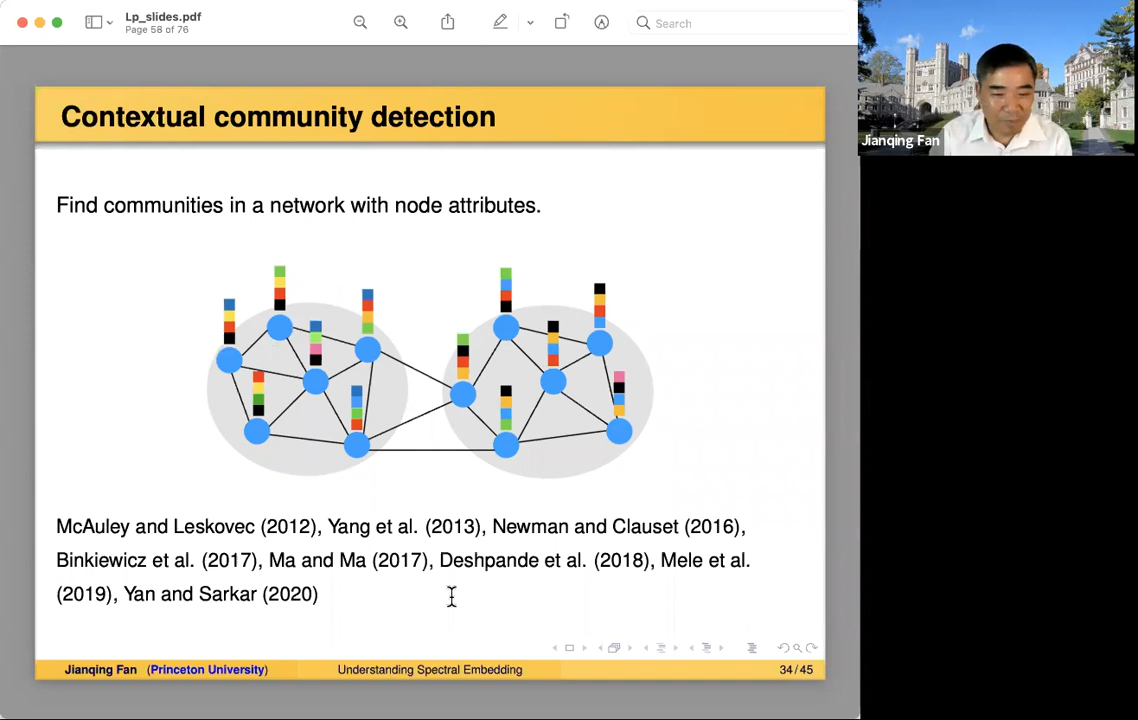 Lp_slides.pdf
Page 58 of 76
Search
Jianqing Fan
Contextual community detection
Find communities in a network with node attributes.
McAuley and Leskovec (2012), Yang et al. (2013), Newman and Clauset (2016),
Binkiewicz et al. (2017), Ma and Ma (2017), Deshpande et al. (2018), Mele et al.
(2019), Yan and Sarkar (2020)
Jianqing Fan (Princeton University) Understanding Spectral Embedding 34 / 45